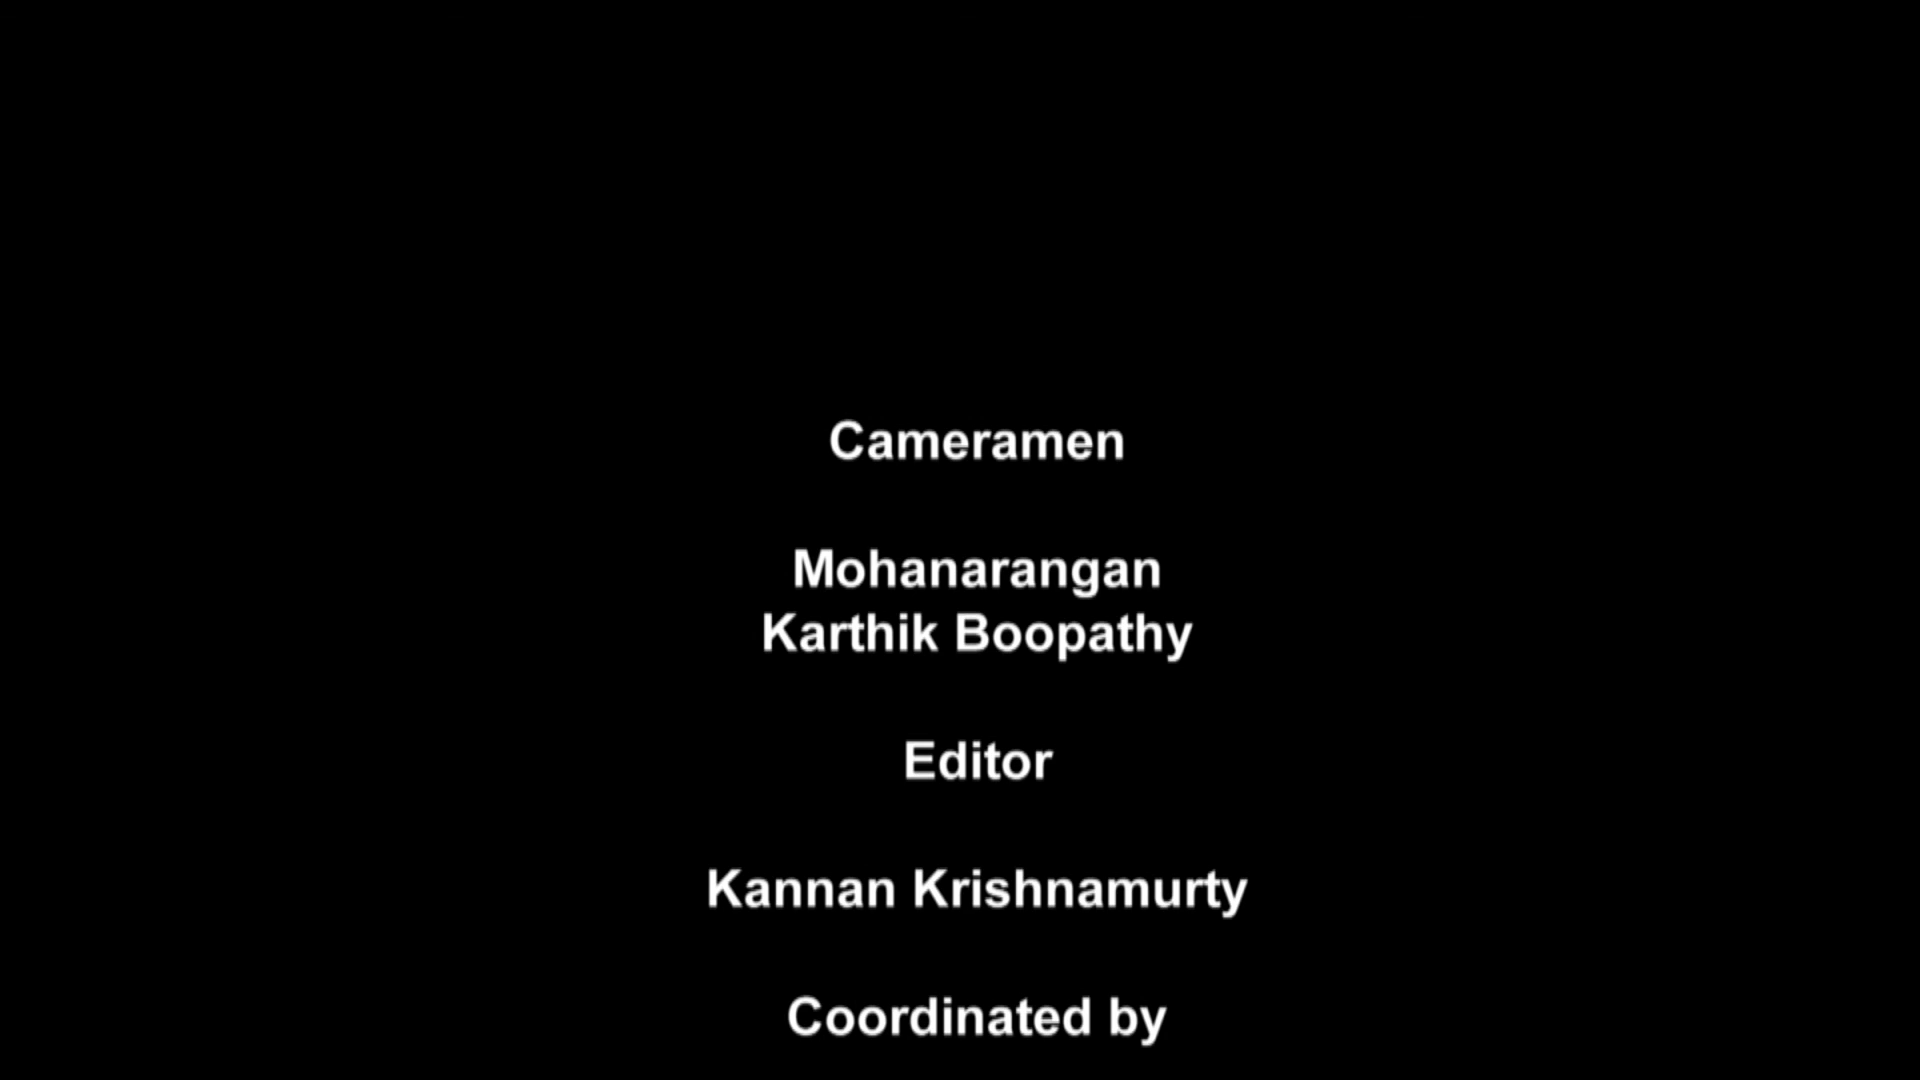 Cameramen
Mohanarangan
Karthik Boopathy
Editor
Kannan Krishnamurty
Coordinated by